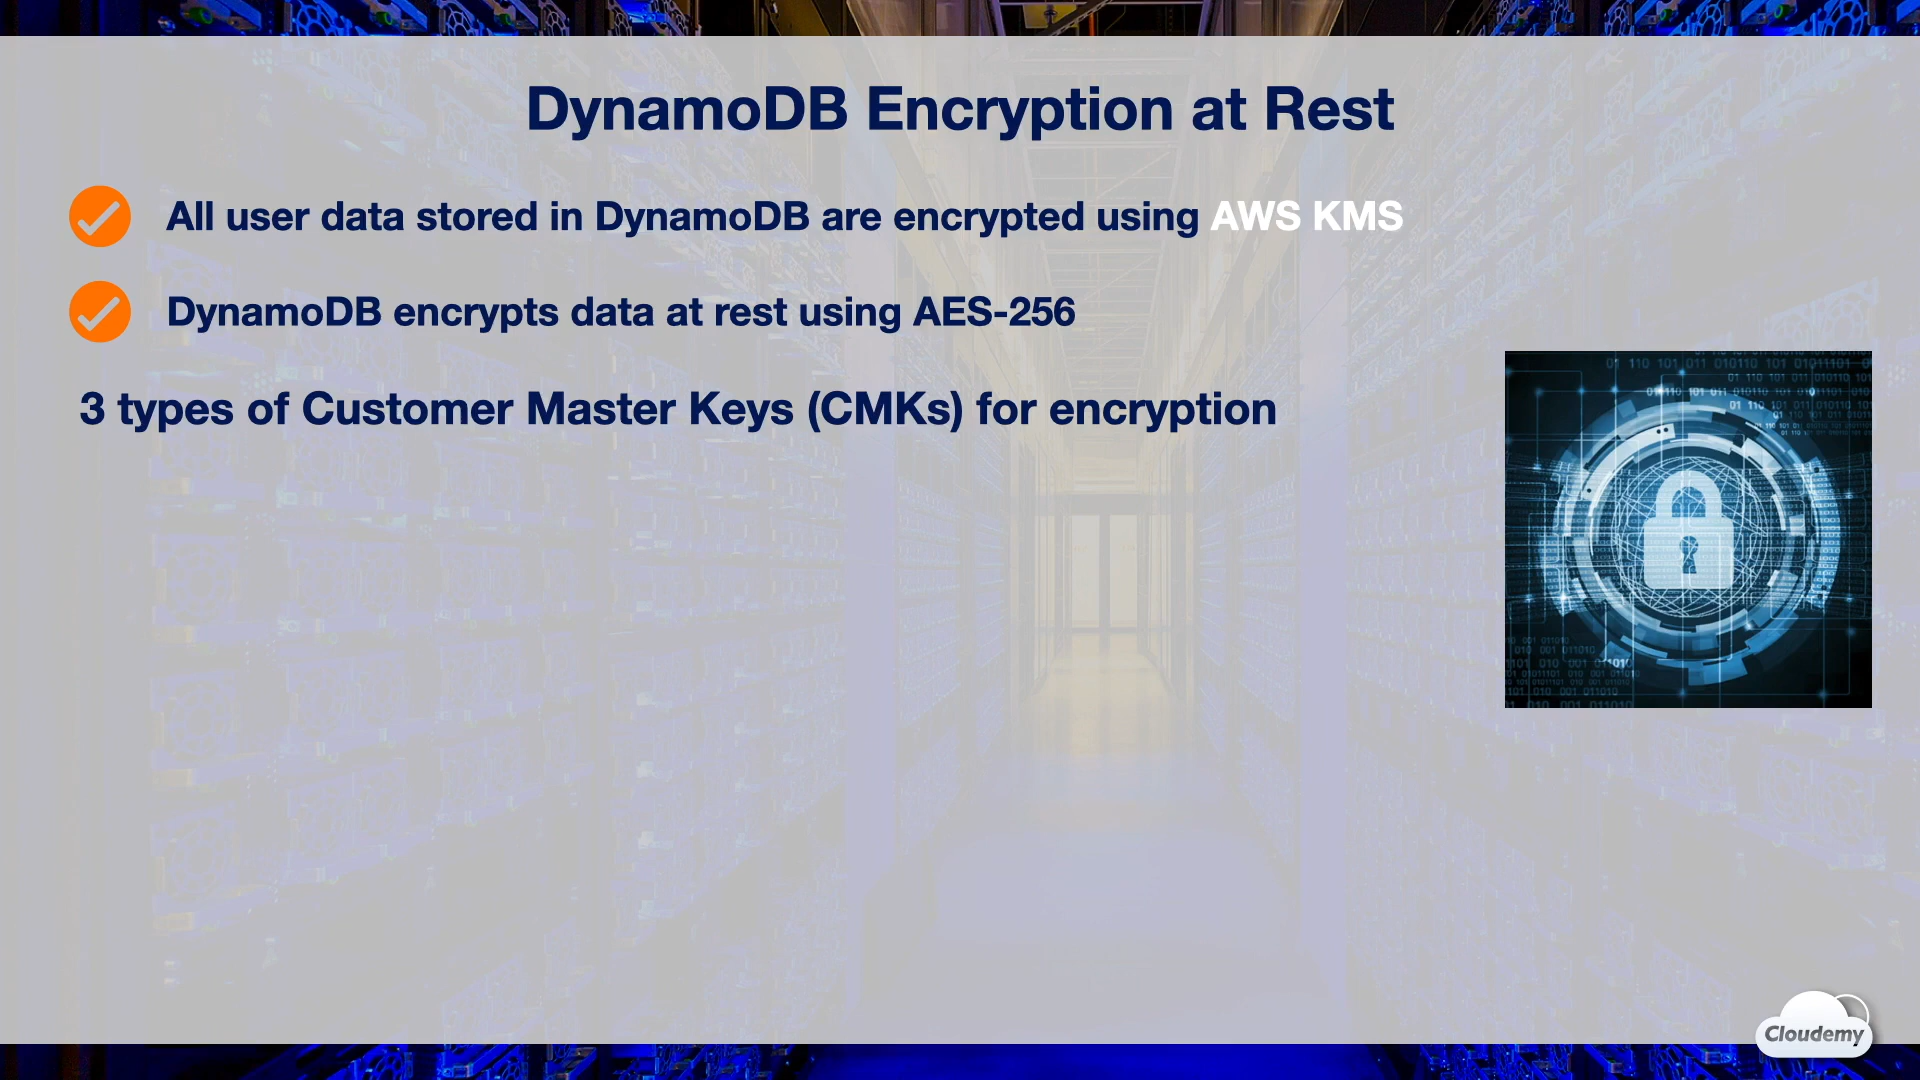 DynamoDB Encryption at Rest
All user data stored in DynamoDB are encrypted using AWS KMS
DynamoDB encrypts data at rest using AES-256
3 types of Customer Master Keys (CMKs) for encryption
Cloudemy